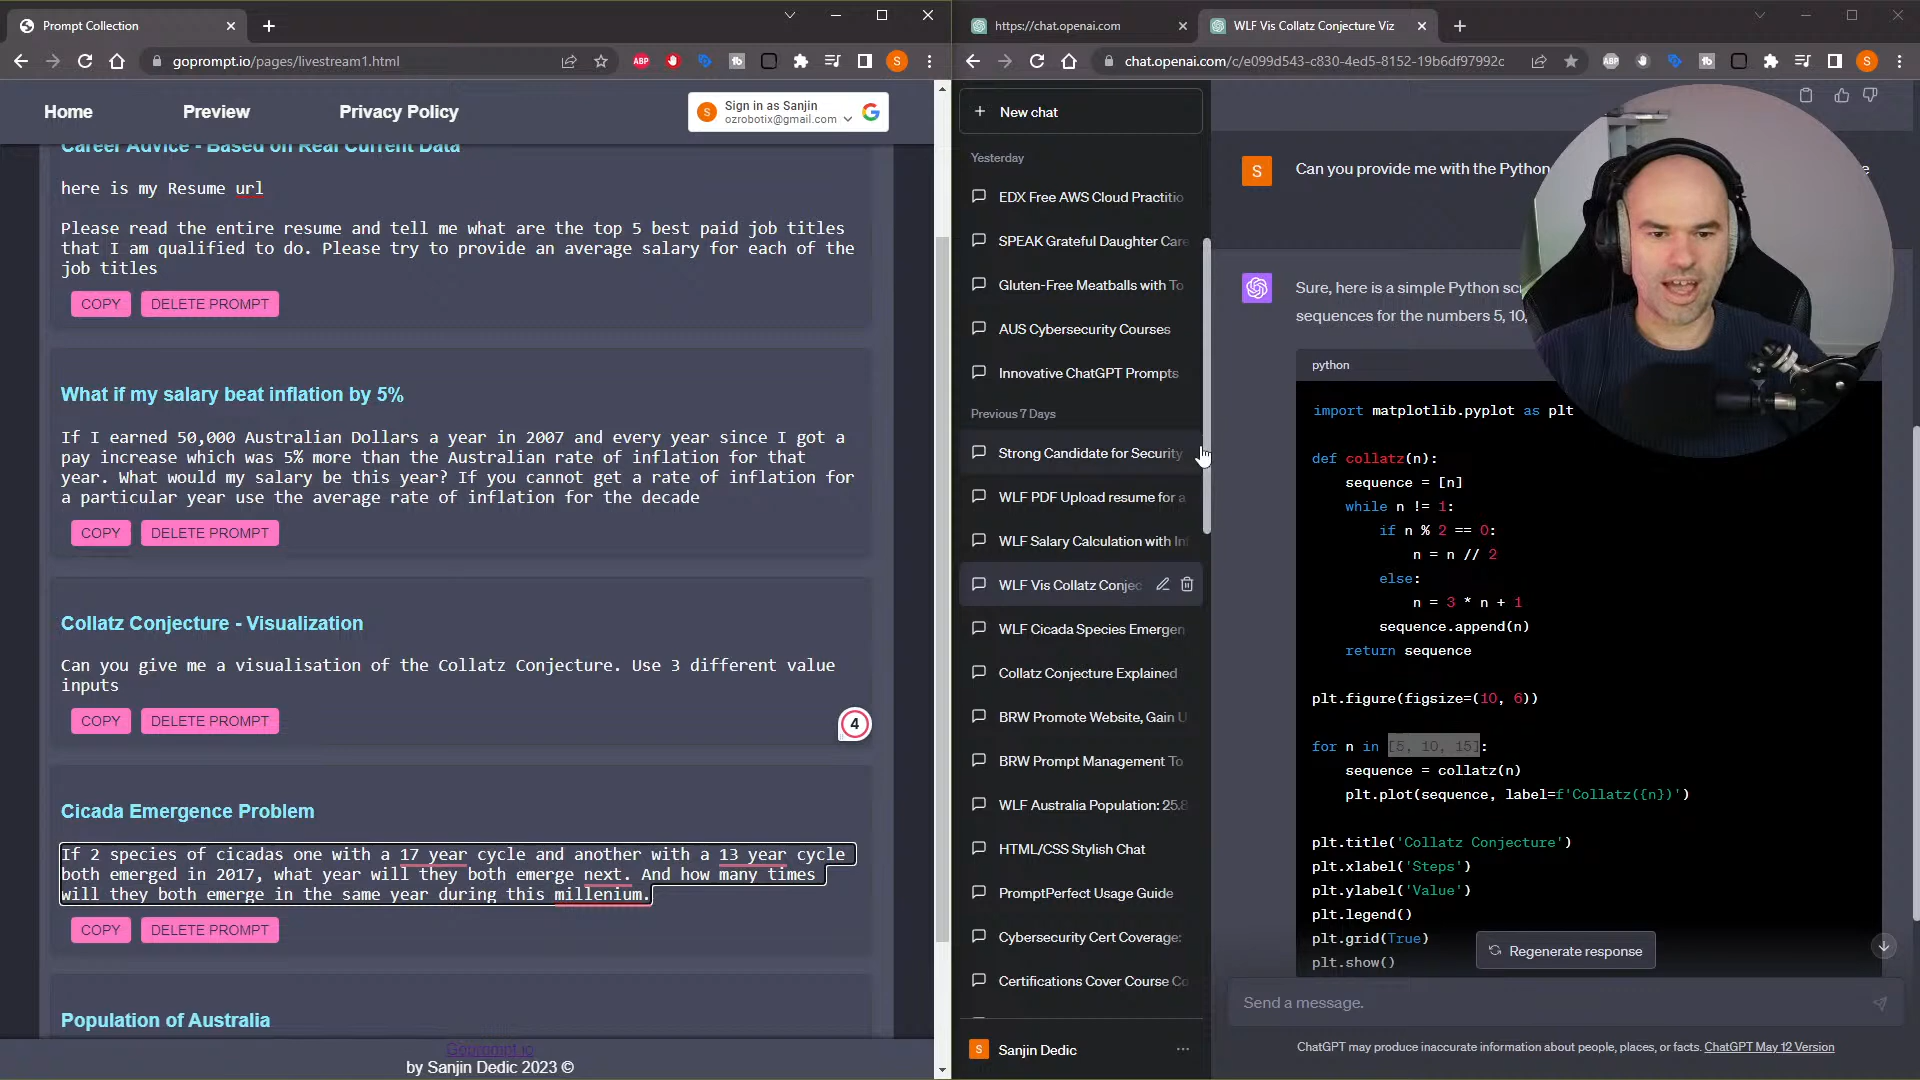 Prompt Collection
goprompt.io/pages/livestream1.html
Home
Preview
Privacy Policy
S
Sign in as Sanjin
ozrobotix@gmail.com
Career Advice - Based on Real Current Data
here is my Resume url
Please read the entire resume and tell me what are the top 5 best paid job titles
that I am qualified to do. Please try to provide an average salary for each of the
job titles
COPY
DELETE PROMPT
What if my salary beat inflation by 5%
If I earned 50,000 Australian Dollars a year in 2007 and every year since I got a
pay increase which was 5% more than the Australian rate of inflation for that
year. What would my salary be this year? If you cannot get a rate of inflation for
a particular year use the average rate of inflation for the decade
COPY
DELETE PROMPT
Collatz Conjecture - Visualization
Can you give me a visualisation of the Collatz Conjecture. Use 3 different value
inputs
COPY
DELETE PROMPT
4
Cicada Emergence Problem
If 2 species of cicadas one with a 17 year cycle and another with a 13 year cycle
both emerged in 2017, what year will they both emerge next. And how many times
will they both emerge in the same year during this millenium.
COPY
DELETE PROMPT
Population of Australia
Goprompt.io
by Sanjin Dedic 2023 ©
https://chat.openai.com
WLF Vis Collatz Conjecture Viz
chat.openai.com/c/e099d543-c830-4ed5-8152-19b6df97992c
ABP
S
New chat
Yesterday
EDX Free AWS Cloud Practitio
SPEAK Grateful Daughter Care
Gluten-Free Meatballs with To
AUS Cybersecurity Courses
Innovative ChatGPT Prompts
Previous 7 Days
Strong Candidate for Security
WLF PDF Upload resume for a
WLF Salary Calculation with Inf
WLF Vis Collatz Conjec
WLF Cicada Species Emergen
Collatz Conjecture Explained
BRW Promote Website, Gain U
BRW Prompt Management To
WLF Australia Population: 25.8
HTML/CSS Stylish Chat
PromptPerfect Usage Guide
Cybersecurity Cert Coverage:
Certifications Cover Course Co
S
Sanjin Dedic
S
Can you provide me with the Python
Sure, here is a simple Python sc
sequences for the numbers 5, 10,
python
import matplotlib.pyplot as plt
def collatz(n):
sequence = [n]
while n != 1:
if n % 2 == 0:
n = n // 2
else:
n = 3 * n + 1
sequence.append(n)
return sequence
plt.figure(figsize=(10, 6))
for n in [5, 10, 15]:
sequence = collatz(n)
plt.plot(sequence, label=f'Collatz({n})')
plt.title('Collatz Conjecture')
plt.xlabel('Steps')
plt.ylabel('Value')
plt.legend()
plt.grid(True)
plt.show()
Regenerate response
Send a message.
ChatGPT may produce inaccurate information about people, places, or facts. ChatGPT May 12 Version